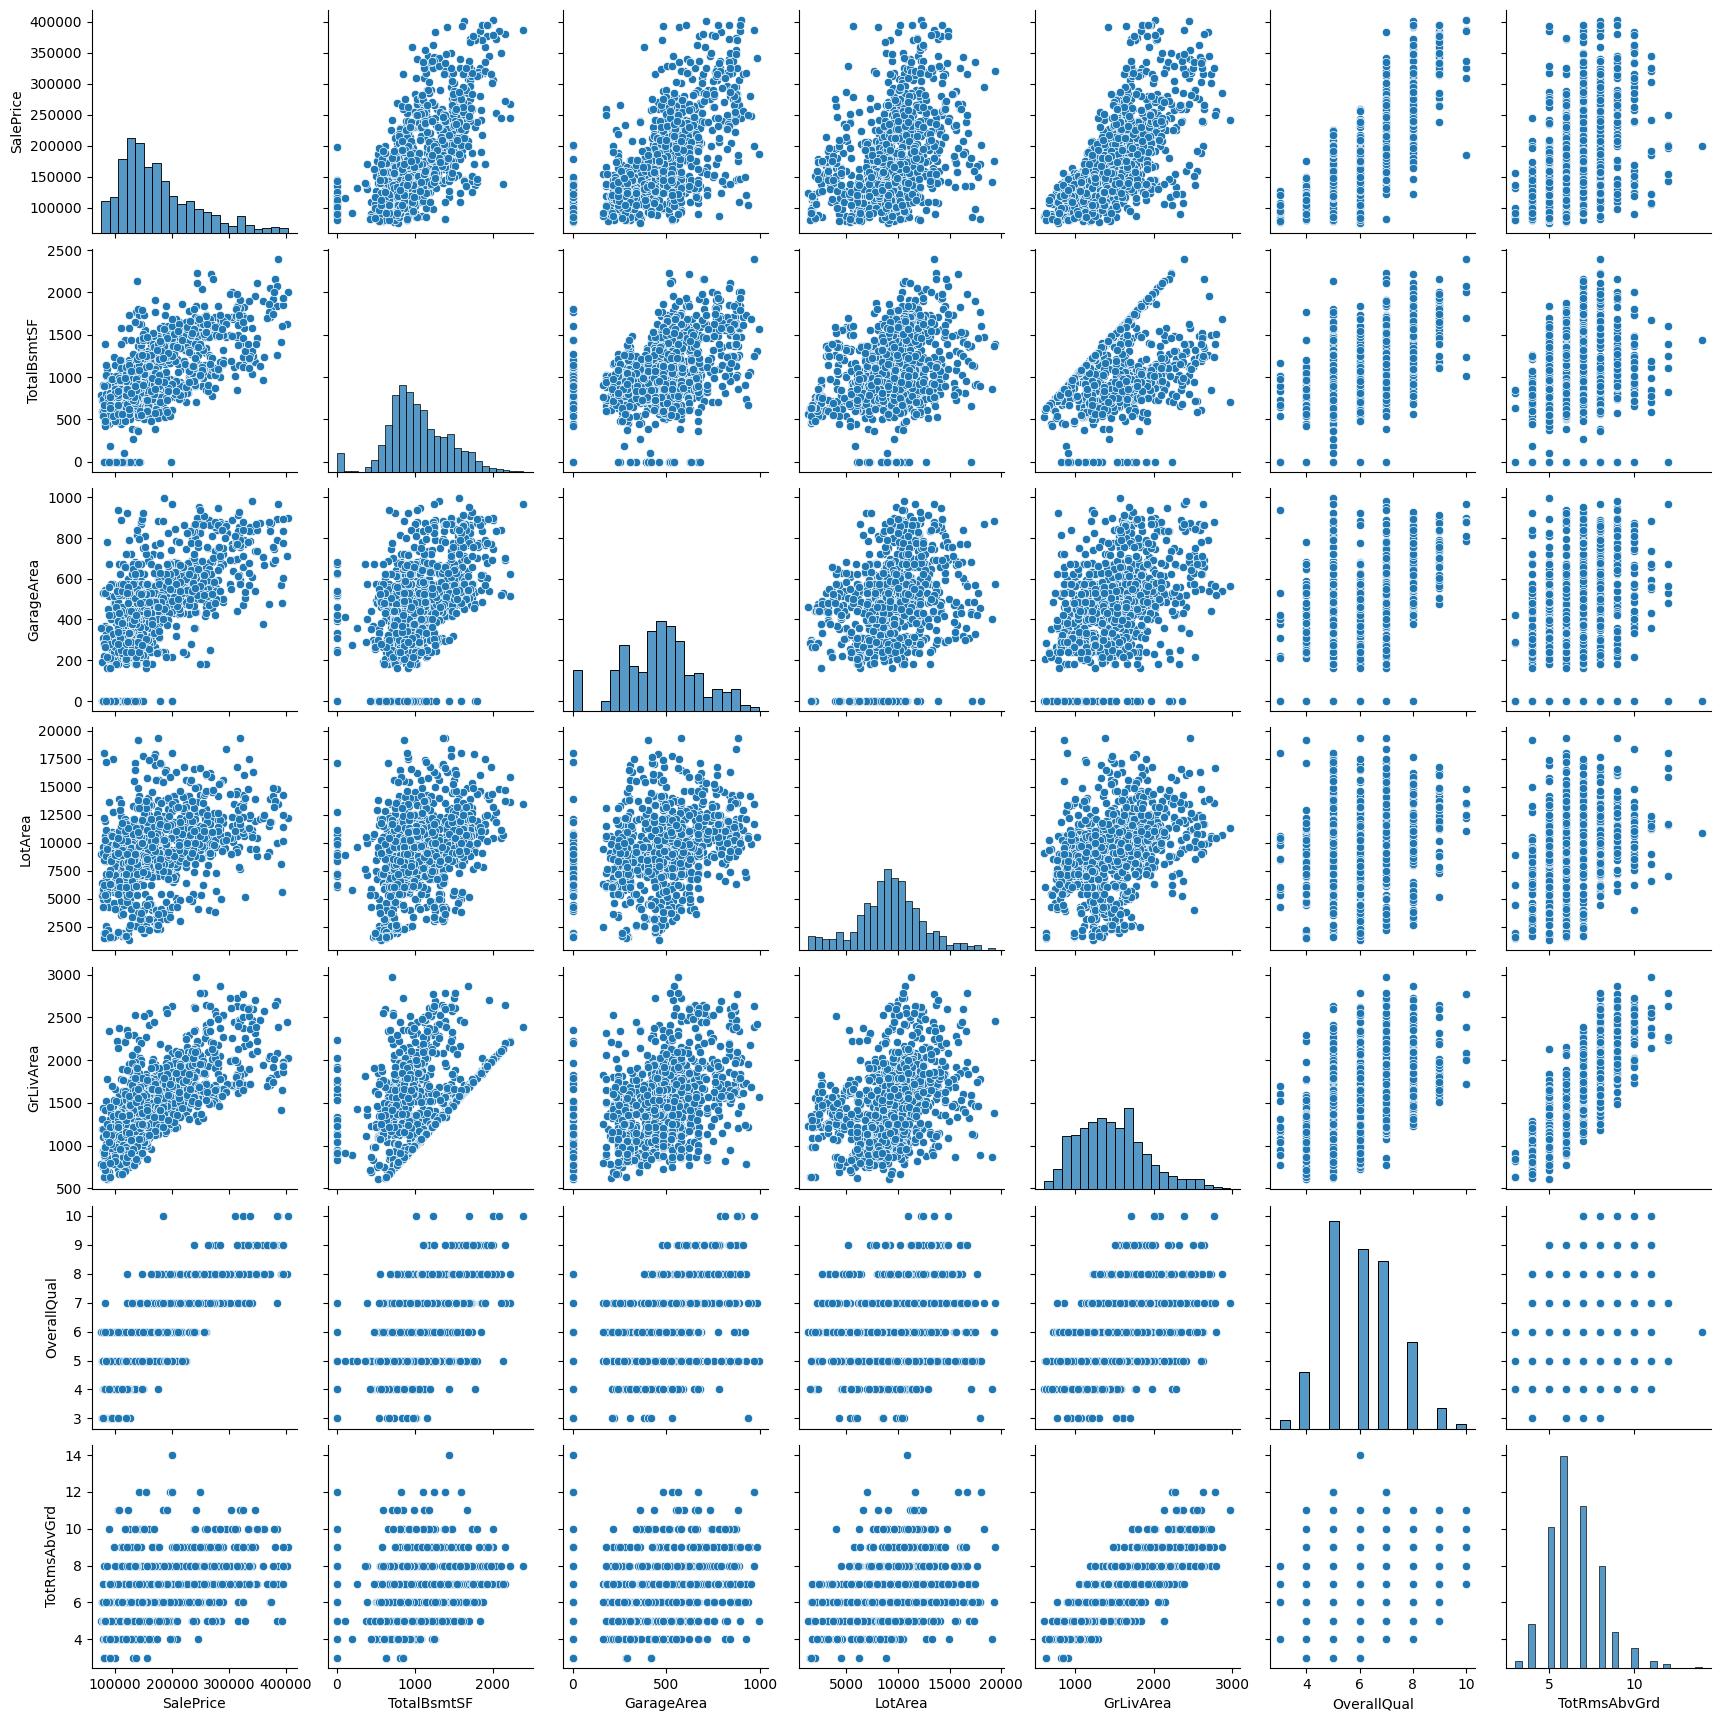 400000
350000
300000
250000
200000
150000
100000
SalePrice
2500
2000
1500
1000
500
0
TotalBsmtSF
1000
800
600
400
200
0
GarageArea
20000
17500
15000
12500
10000
7500
5000
2500
LotArea
3000
2500
2000
1500
1000
500
GrLivArea
10
9
8
7
6
5
4
3
OverallQual
14
12
10
8
6
4
TotRmsAbvGrd
100000 200000 300000 400000
SalePrice
0 1000 2000
TotalBsmtSF
0 500 1000
GarageArea
5000 10000 15000 20000
LotArea
1000 2000 3000
GrLivArea
4 6 8 10
OverallQual
5 10
TotRmsAbvGrd